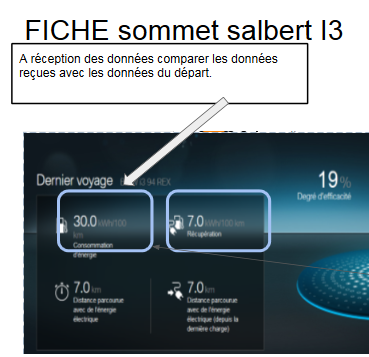 FICHE sommet salbert I3
A réception des données comparer les données
reçues avec les données du départ.
Dernier voyage
i3 94 REX
19 %
Degré d'efficacité
30.0 kWh/100
km
Consommation
d'énergie
7.0 kWh/100 km
Récupération
7.0 km
Distance parcourue
avec de l'énergie
électrique
7.0 km
Distance parcourue
avec de l'énergie
électrique (depuis la
dernière charge)